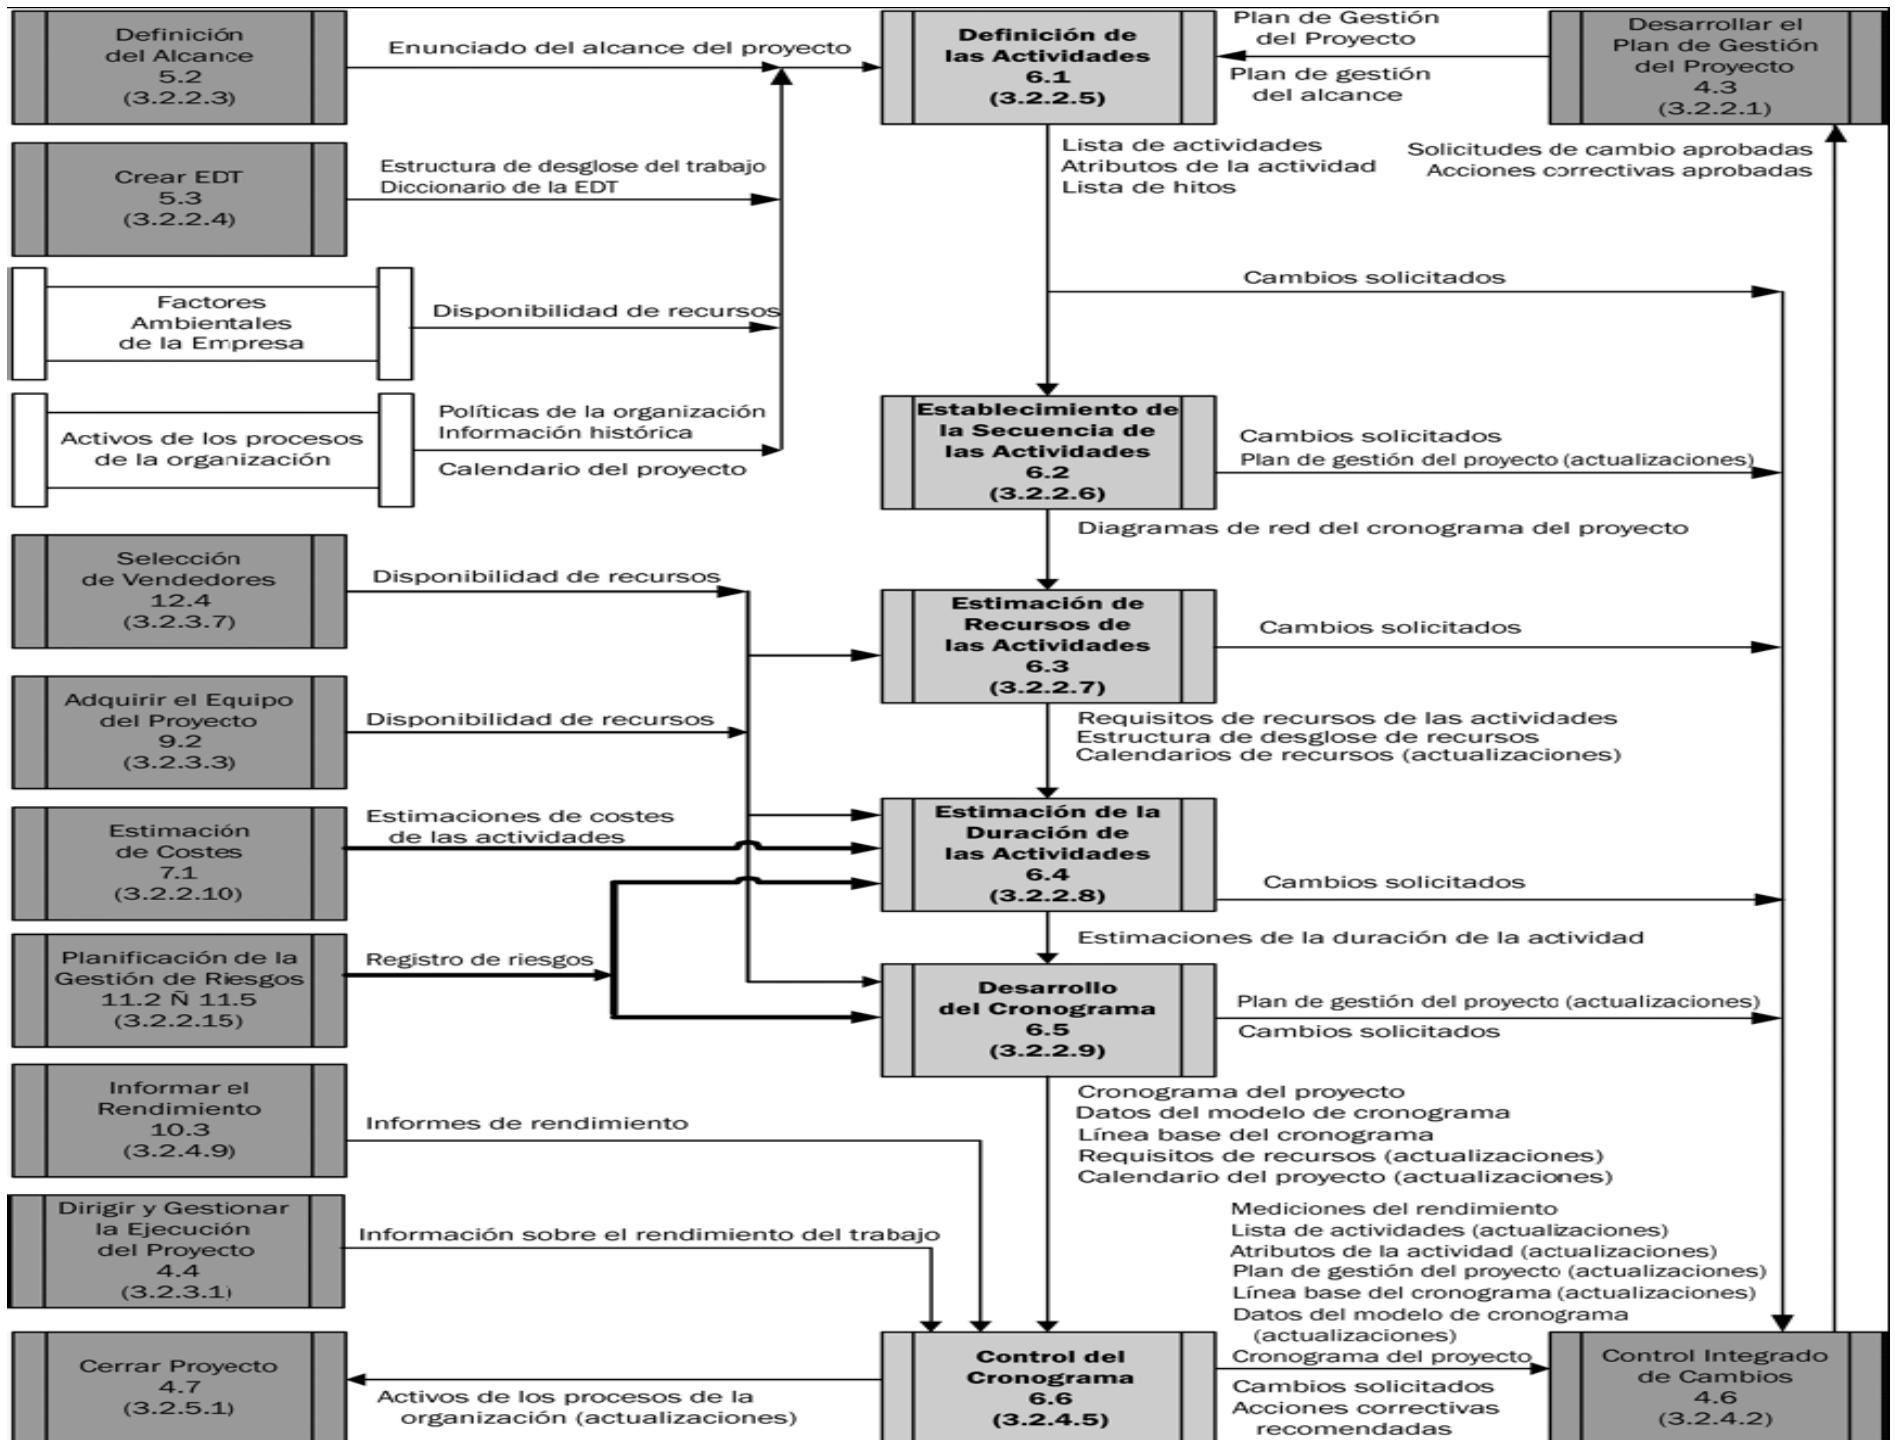 Definición
del Alcance
5.2
(3.2.2.3)
Enunciado del alcance del proyecto
Definición de
las Actividades
6.1
(3.2.2.5)
Plan de Gestión
del Proyecto
Plan de gestión
del alcance
Desarrollar el
Plan de Gestión
del Proyecto
4.3
(3.2.2.1)
Crear EDT
5.3
(3.2.2.4)
Estructura de desglose del trabajo
Diccionario de la EDT
Lista de actividades
Atributos de la actividad
Lista de hitos
Solicitudes de cambio aprobadas
Acciones correctivas aprobadas
Factores
Ambientales
de la Empresa
Disponibilidad de recursos
Cambios solicitados
Activos de los procesos
de la organización
Políticas de la organización
Información histórica
Calendario del proyecto
Establecimiento de
la Secuencia de
las Actividades
6.2
(3.2.2.6)
Cambios solicitados
Plan de gestión del proyecto (actualizaciones)
Diagramas de red del cronograma del proyecto
Selección
de Vendedores
12.4
(3.2.3.7)
Disponibilidad de recursos
Estimación de
Recursos de
las Actividades
6.3
(3.2.2.7)
Cambios solicitados
Adquirir el Equipo
del Proyecto
9.2
(3.2.3.3)
Disponibilidad de recursos
Requisitos de recursos de las actividades
Estructura de desglose de recursos
Calendarios de recursos (actualizaciones)
Estimación
de Costes
7.1
(3.2.2.10)
Estimaciones de costes
de las actividades
Estimación de la
Duración de
las Actividades
6.4
(3.2.2.8)
Cambios solicitados
Estimaciones de la duración de la actividad
Planificación de la
Gestión de Riesgos
11.2 Ñ 11.5
(3.2.2.15)
Registro de riesgos
Desarrollo
del Cronograma
6.5
(3.2.2.9)
Plan de gestión del proyecto (actualizaciones)
Cambios solicitados
Informar el
Rendimiento
10.3
(3.2.4.9)
Informes de rendimiento
Cronograma del proyecto
Datos del modelo de cronograma
Línea base del cronograma
Requisitos de recursos (actualizaciones)
Calendario del proyecto (actualizaciones)
Dirigir y Gestionar
la Ejecución
del Proyecto
4.4
(3.2.3.1)
Información sobre el rendimiento del trabajo
Mediciones del rendimiento
Lista de actividades (actualizaciones)
Atributos de la actividad (actualizaciones)
Plan de gestión del proyecto (actualizaciones)
Línea base del cronograma (actualizaciones)
Datos del modelo de cronograma
(actualizaciones)
Cronograma del proyecto
Cambios solicitados
Acciones correctivas
recomendadas
Cerrar Proyecto
4.7
(3.2.5.1)
Activos de los procesos de la
organización (actualizaciones)
Control del
Cronograma
6.6
(3.2.4.5)
Control Integrado
de Cambios
4.6
(3.2.4.2)